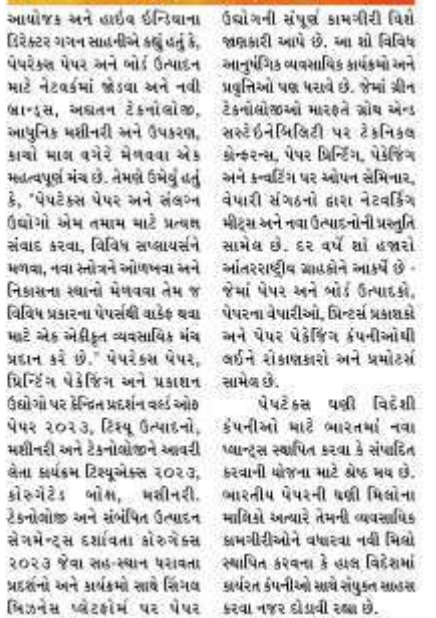 આયોજક અને હાઇવ ઇન્ડિયાના
ડિરેક્ટર ગગન સાહનીએ કહ્યું હતું કે,
પેપરેક્સ પેપર અને બોર્ડ ઉત્પાદન
માટે નેટવર્કમાં જોડવા અને નવી
બ્રાન્ડ્સ, અદ્યતન ટેકનોલોજી,
આધુનિક મશીનરી અને ઉપકરણ,
કાચો માલ વગેરે મેળવવા એક
મહત્વપૂર્ણ મંચ છે. તેમણે ઉમેર્યું હતું
કે, "પેપટેક્સ પેપર અને સંલગ્ન
ઉદ્યોગો એમ તમામ માટે પ્રત્યક્ષ
સંવાદ કરવા, વિવિધ સપ્લાયર્સને
મળવા, નવા સ્તોત્રને ઓળખવા અને
નિકાસના સ્થાનો મેળવવા તેમ જ
વિવિધ પ્રકારના પેપર્સથી વાકેફ થવા
માટે એક એકીકૃત વ્યવસાયિક મંચ
પ્રદાન કરે છે." પેપરેક્સ પેપર,
પ્રિન્ટિંગ પેકેજિંગ અને પ્રકાશન
ઉદ્યોગો પર કેન્દ્રિત પ્રદર્શન વર્લ્ડ ઓફ
પેપર ૨૦૨૩, ટિશ્યૂ ઉત્પાદનો,
મશીનરી અને ટેકનોલોજીને આવરી
લેતા કાર્યક્રમ ટિશ્યૂએક્સ ૨૦૨૩,
કોરુગેટેડ બોક્ષ, મશીનરી.
ટેકનોલોજી અને સંબંધિત ઉત્પાદન
સેગમેન્ટ્સ દર્શાવતા કોરુગેક્સ
૨૦૨૩ જેવા સહ-સ્થાન ધરાવતા
પ્રદર્શનો અને કાર્યક્રમો સાથે સિંગલ
બિઝનેસ પ્લેટફોર્મ પર પેપર
ઉદ્યોગની સંપૂર્ણ કામગીરી વિશે
જાણકારી આપે છે. આ શો વિવિધ
આનુષંગિક વ્યવસાયિક કાર્યક્રમો અને
પ્રવૃત્તિઓ પણ ધરાવે છે. જેમાં ગ્રીન
ટેકનોલોજીઓ મારફતે ગ્રોથ એન્ડ
સસ્ટેઇનેબિલિટી પર ટેકનિકલ
કોન્ફરન્સ, પેપર પ્રિન્ટિંગ, પેકેજિંગ
અને કન્વર્ટિંગ પર ઓપન સેમિનાર,
વેપારી સંગઠનો દ્વારા નેટવર્કિંગ
મીટ્સ અને નવા ઉત્પાદનોની પ્રસ્તુતિ
સામેલ છે. દર વર્ષે શો હજારો
આંતરરાષ્ટ્રીય ગ્રાહકોને આકર્ષે છે -
જેમાં પેપર અને બોર્ડ ઉત્પાદકો,
પેપરના વેપારીઓ, પ્રિન્ટર્સ પ્રકાશકો
અને પેપર પેકેજિંગ કંપનીઓથી
લઈને રોકાણકારો અને પ્રમોટર્સ
સામેલ છે.
પેપટેક્સ ઘણી વિદેશી
કંપનીઓ માટે ભારતમાં નવા
પ્લાન્ટ્સ સ્થાપિત કરવા કે સંપાદિત
કરવાની યોજના માટે શ્રેષ્ઠ મચ છે.
ભારતીય પેપરની ઘણી મિલોના
માલિકો અત્યારે તેમની વ્યવસાયિક
કામગીરીઓને વધારવા નવી મિલો
સ્થાપિત કરવના કે હાલ વિદેશમાં
કાર્યરત કંપનીઓ સાથે સંયુક્ત સાહસ
કરવા નજર દોડાવી રહ્યા છે.